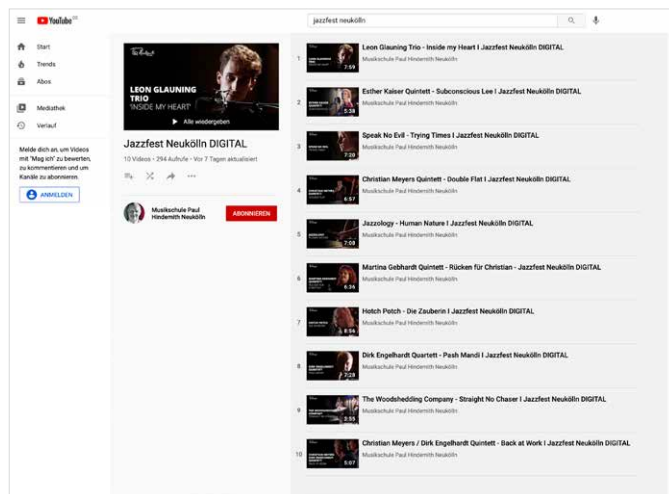 YouTube
jazzfest neukölln
Start
Trends
Abos
Mediathek
Verlauf
Melde dich an, um Videos
mit 'Mag ich' zu bewerten,
zu kommentieren und um
Kanäle zu abonnieren.
ANMELDEN
LEON GLAUNING
TRIO
'INSIDE MY HEART'
Alle wiedergeben
Jazzfest Neukölln DIGITAL
10 Videos • 294 Aufrufe • Vor 7 Tagen aktualisiert
Musikschule Paul
Hindemith Neukölln
ABONNIEREN
1
7:59
Leon Glauning Trio - Inside my Heart I Jazzfest Neukölln DIGITAL
Musikschule Paul Hindemith Neukölln
2
5:38
Esther Kaiser Quintett - Subconscious Lee I Jazzfest Neukölln DIGITAL
Musikschule Paul Hindemith Neukölln
3
Speak No Evil - Trying Times I Jazzfest Neukölln DIGITAL
Musikschule Paul Hindemith Neukölln
4
6:57
Christian Meyers Quintett - Double Flat I Jazzfest Neukölln DIGITAL
Musikschule Paul Hindemith Neukölln
5
7:08
Jazzology - Human Nature I Jazzfest Neukölln DIGITAL
Musikschule Paul Hindemith Neukölln
6
6:36
Martina Gebhardt Quintett - Rücken für Christian - Jazzfest Neukölln DIGITAL
Musikschule Paul Hindemith Neukölln
7
Hotch Potch - Die Zauberin I Jazzfest Neukölln DIGITAL
Musikschule Paul Hindemith Neukölln
8
7:28
Dirk Engelhardt Quartett - Pash Mandi I Jazzfest Neukölln DIGITAL
Musikschule Paul Hindemith Neukölln
9
The Woodshedding Company - Straight No Chaser I Jazzfest Neukölln DIGITAL
Musikschule Paul Hindemith Neukölln
10
5:07
Christian Meyers / Dirk Engelhardt Quintett - Back at Work I Jazzfest Neukölln DIGITAL
Musikschule Paul Hindemith Neukölln